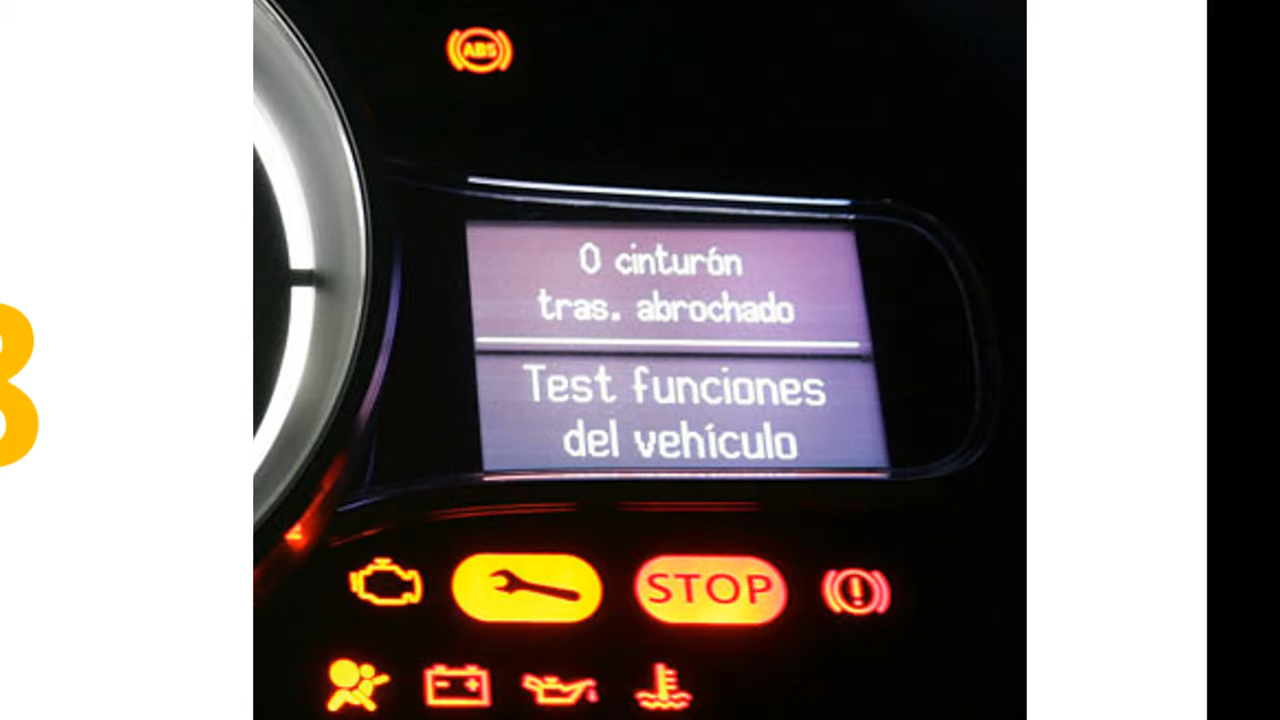 ABS
0 cinturón
tras. abrochado
Test funciones
del vehículo
STOP